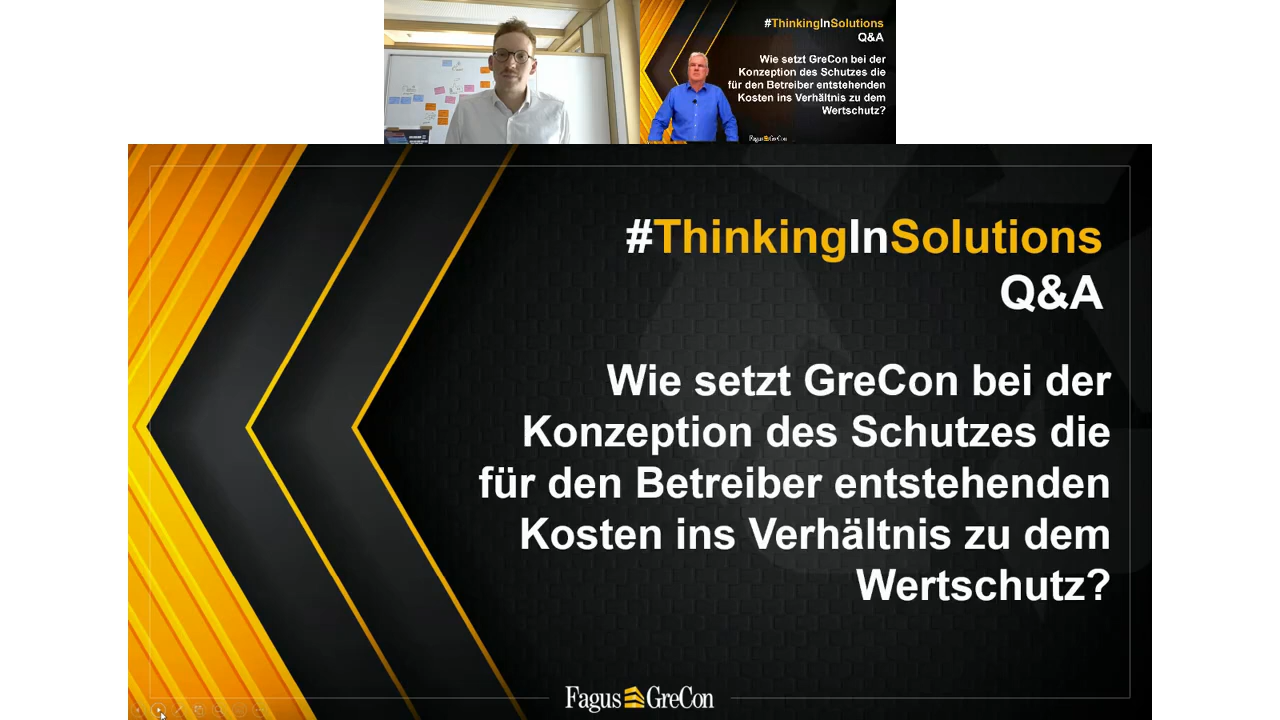 #ThinkingInSolutions
Q&A
Wie setzt GreCon bei der
Konzeption des Schutzes die
für den Betreiber entstehenden
Kosten ins Verhältnis zu dem
Wertschutz?
Fagus GreCon
#ThinkingInSolutions
Q&A
Wie setzt GreCon bei der
Konzeption des Schutzes die
für den Betreiber entstehenden
Kosten ins Verhältnis zu dem
Wertschutz?
Fagus GreCon